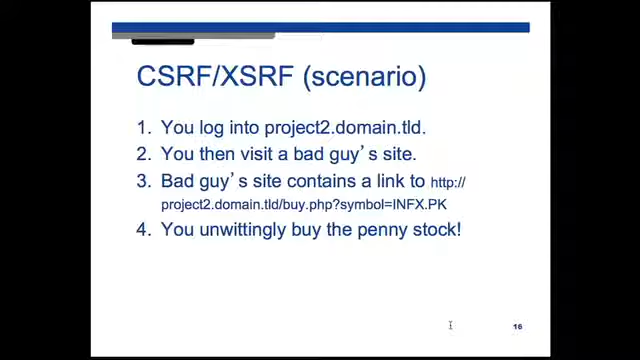 CSRF/XSRF (scenario)
1. You log into project2.domain.tld.
2. You then visit a bad guy’s site.
3. Bad guy’s site contains a link to http://
project2.domain.tld/buy.php?symbol=INFX.PK
4. You unwittingly buy the penny stock!
16